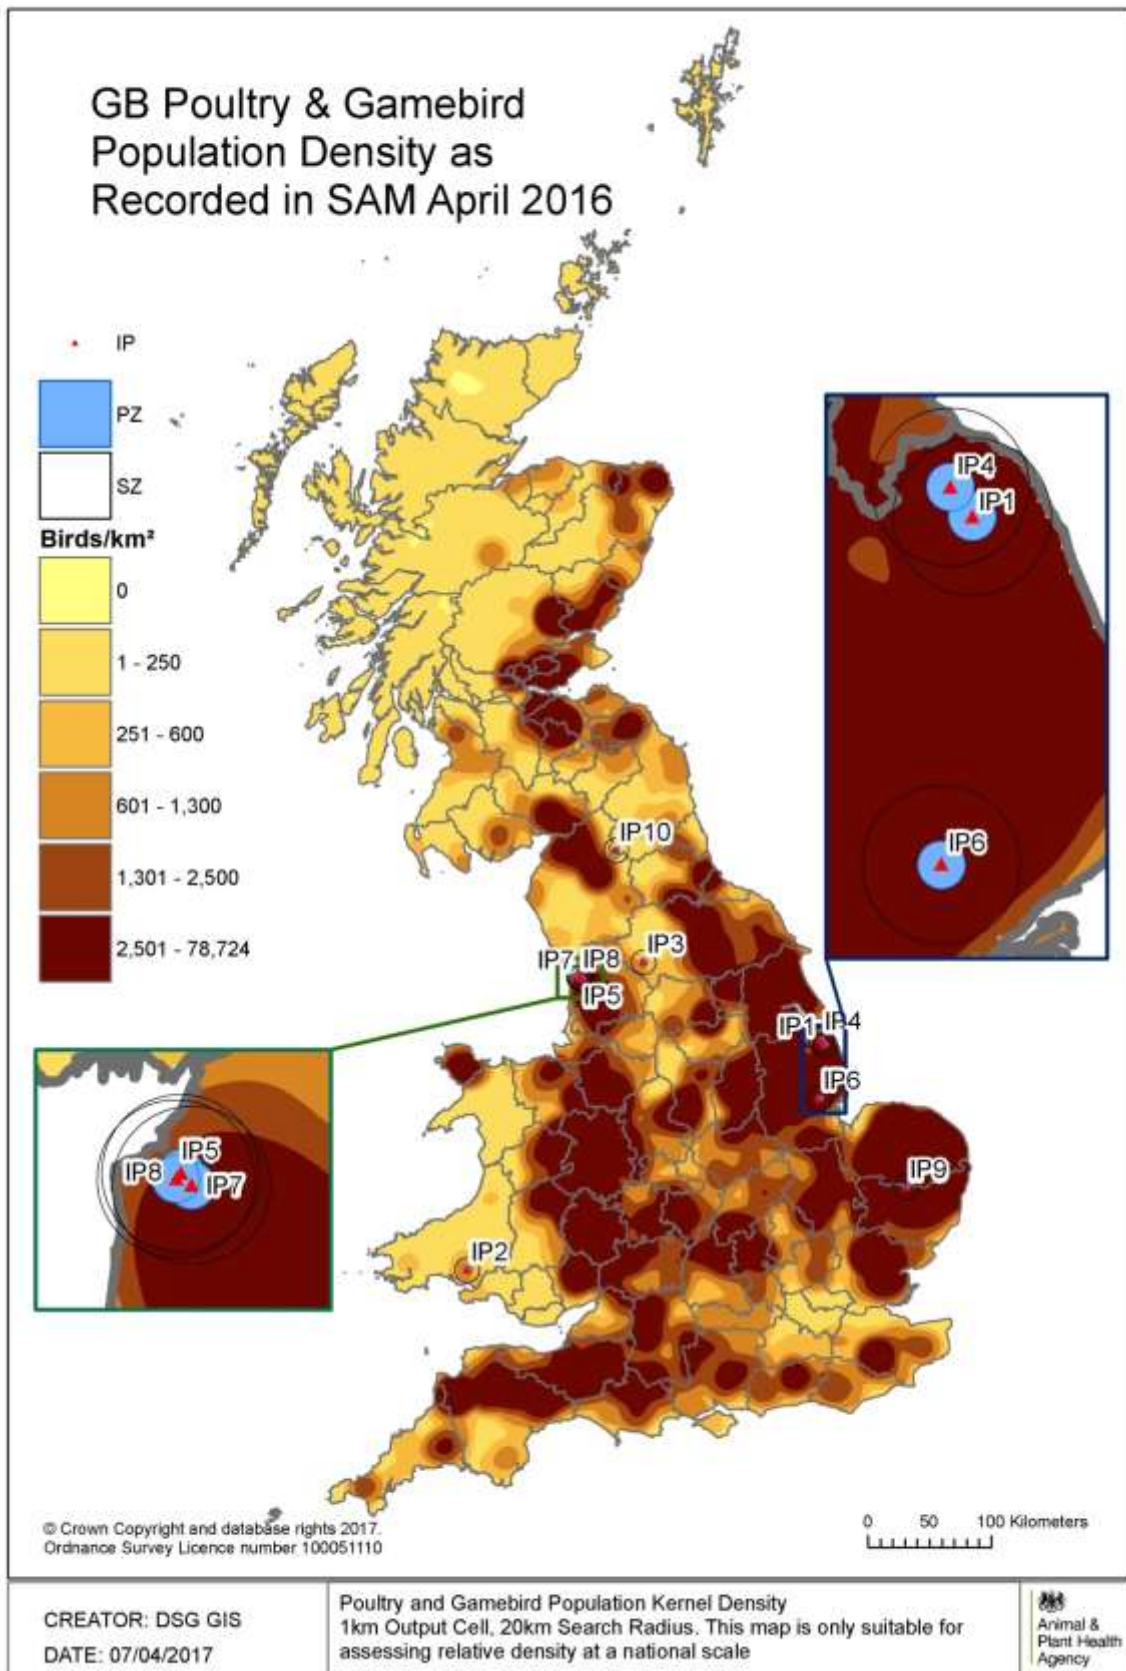 GB Poultry & Gamebird
Population Density as
Recorded in SAM April 2016
IP
PZ
SZ
Birds/km²
0
1 - 250
251 - 600
601 - 1,300
1,301 - 2,500
2,501 - 78,724
IP4
IP1
IP6
IP10
IP3
IP7
IP8
IP5
IP1
IP4
IP6
IP9
IP5
IP8
IP7
IP2
© Crown Copyright and database rights 2017.
Ordnance Survey Licence number 100051110
0 50 100 Kilometers
CREATOR: DSG GIS
DATE: 07/04/2017
Poultry and Gamebird Population Kernel Density
1km Output Cell, 20km Search Radius. This map is only suitable for
assessing relative density at a national scale
Animal &
Plant Health
Agency